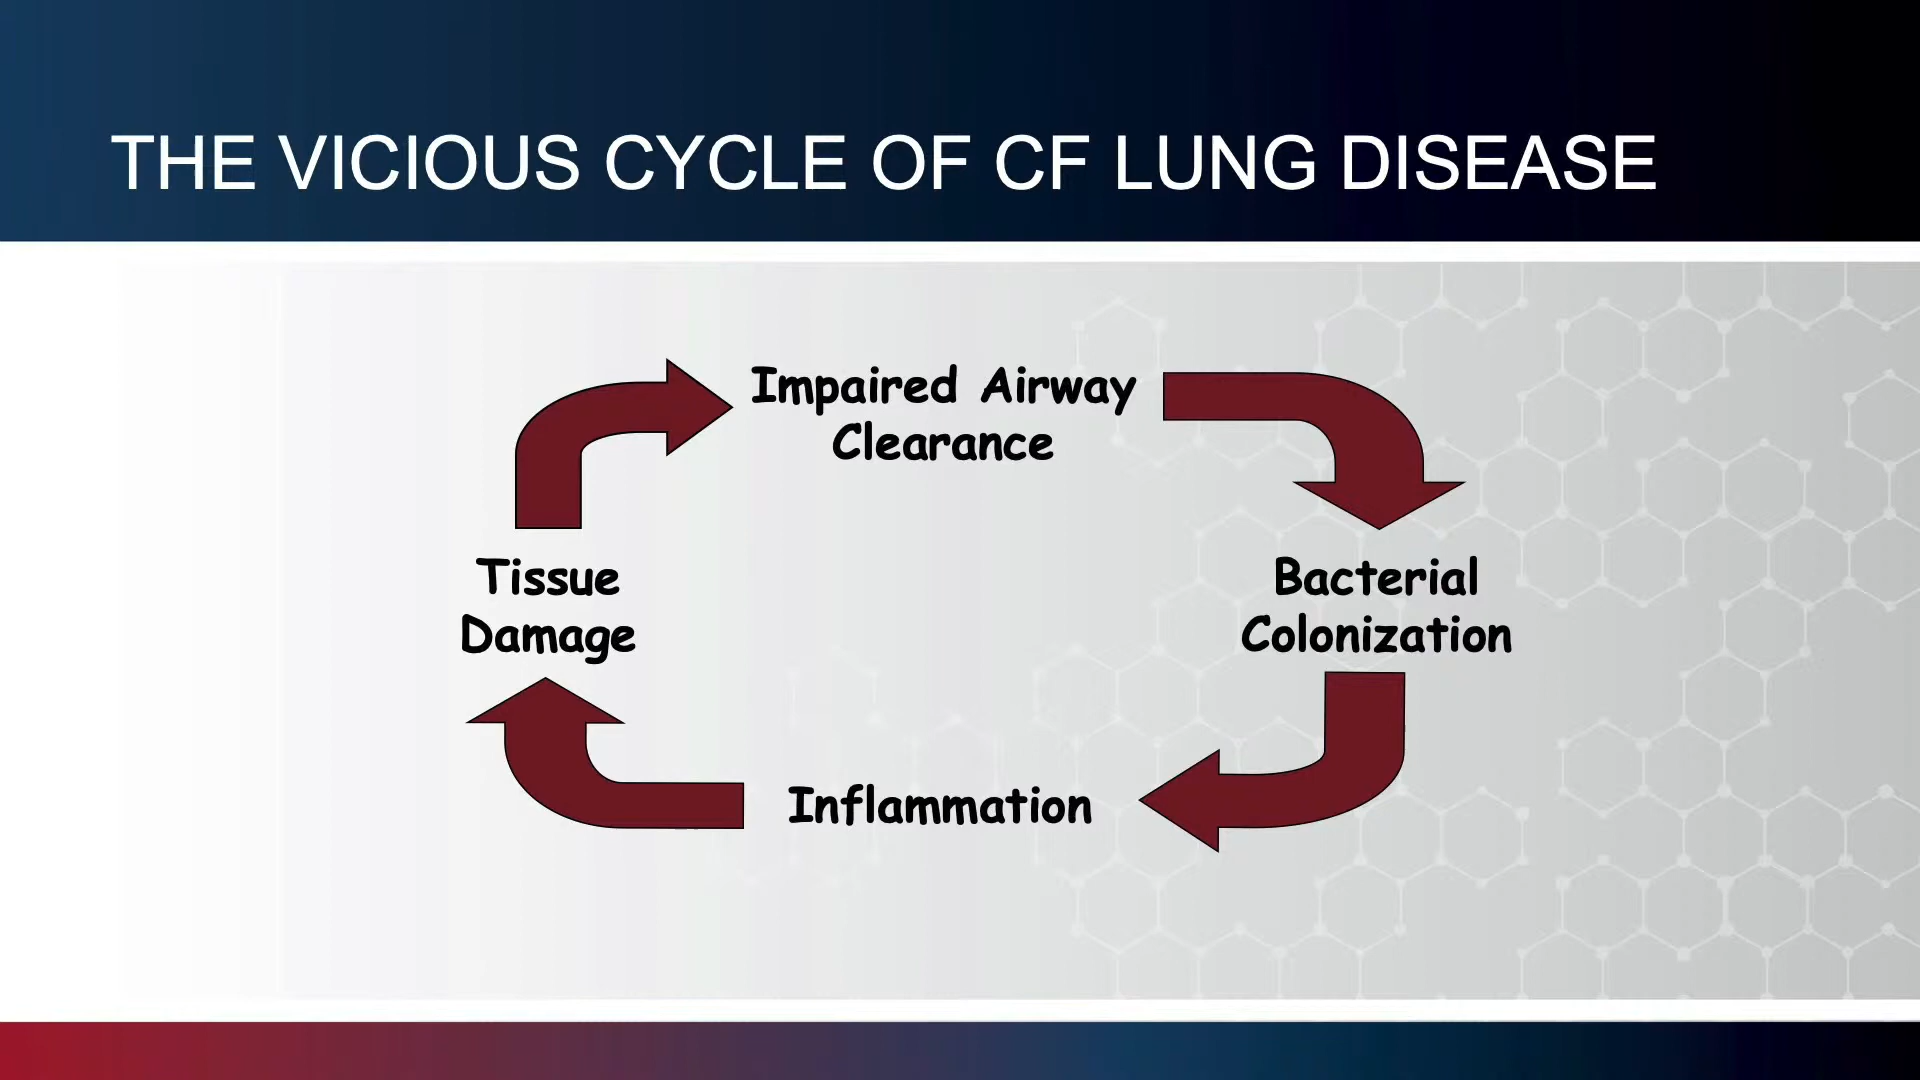 THE VICIOUS CYCLE OF CF LUNG DISEASE
Impaired Airway
Clearance
Tissue
Damage
Bacterial
Colonization
Inflammation